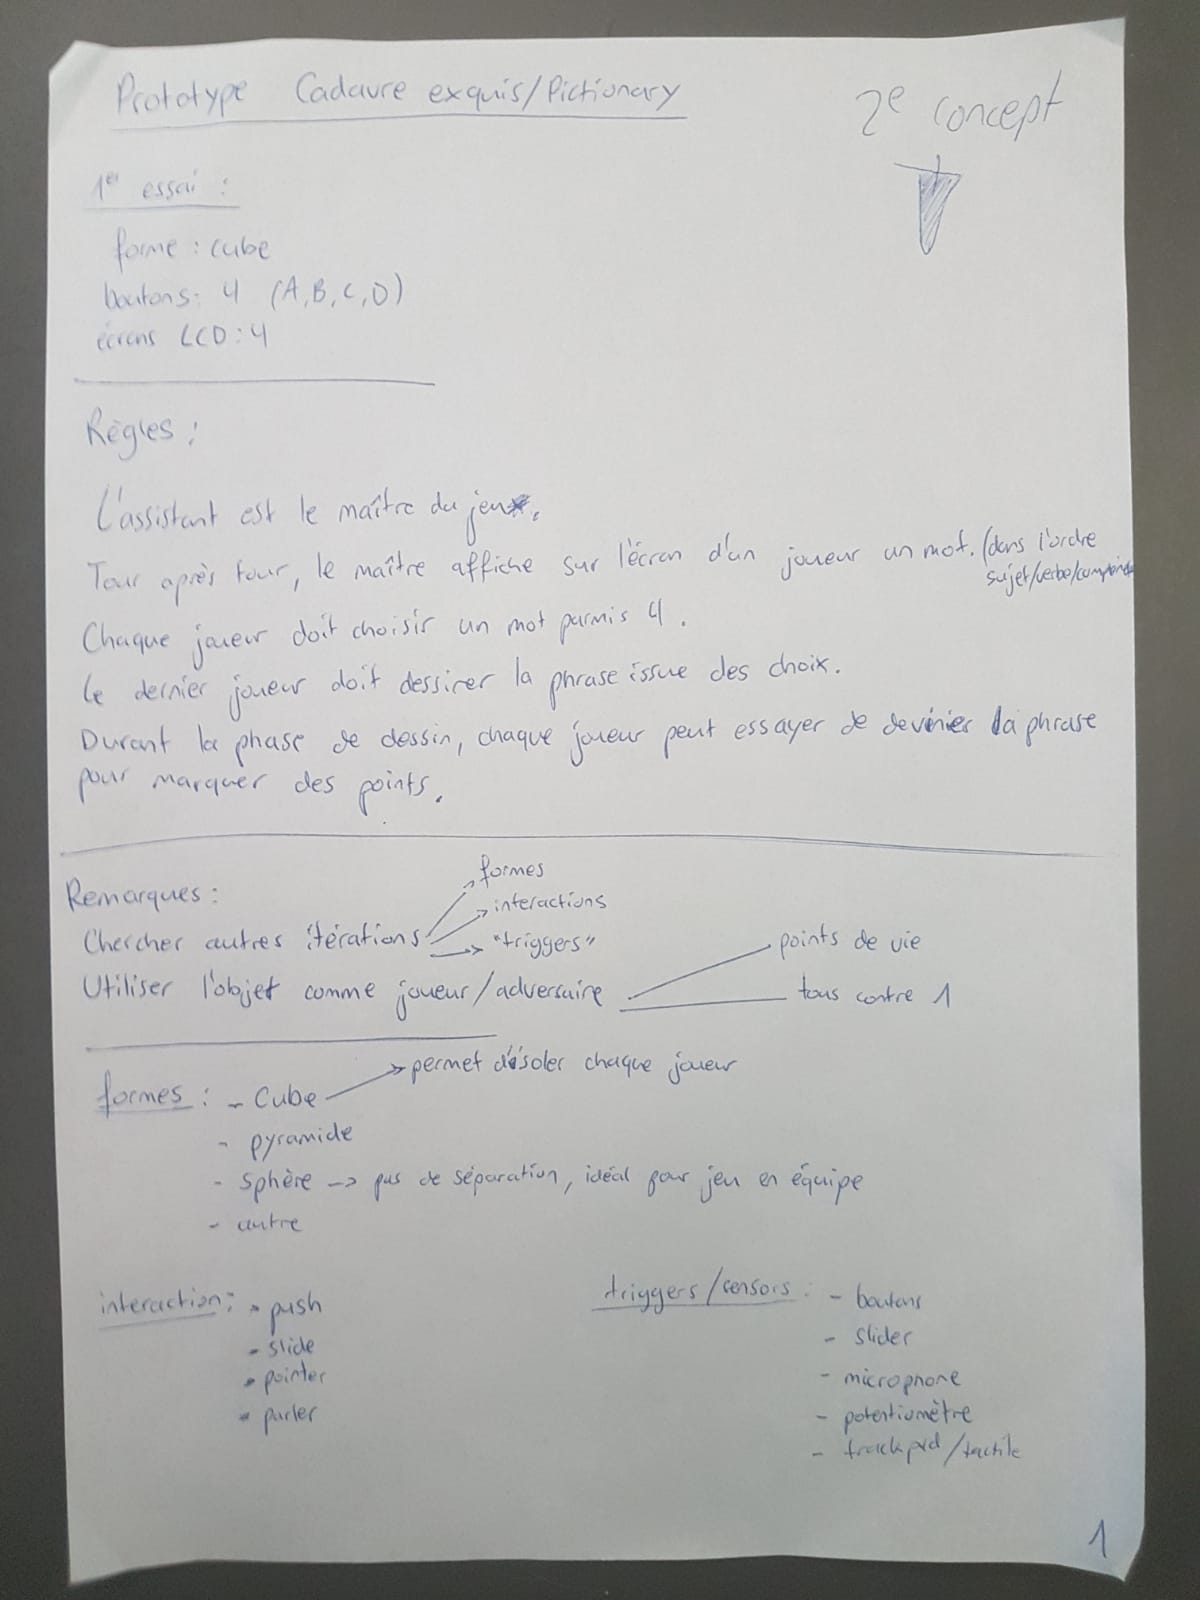 Prototype Cadavre exquis/Pictionary
2e concept
1er essai :
forme : cube
boutons: 4 (A,B,C,D)
écrans LCD : 4
Règles :
L'assistant est le maître du jeu.
Tour après tour, le maître affiche sur l'écran d'un joueur un mot. (dans l'ordre
sujet/verbe/complément
Chaque joueur doit choisir un mot parmis 4.
Le dernier joueur doit dessiner la phrase issue des choix.
Durant la phase de dessin, chaque joueur peut essayer de deviner la phrase
pour marquer des points.
Remarques :
Chercher autres itérations
formes
interactions
"triggers"
Utiliser l'objet comme joueur/adversaire
points de vie
tous contre 1
formes : - Cube
permet d'isoler chaque joueur
- pyramide
- sphère -> pas de séparation, idéal pour jeu en équipe
- autre
interaction: - push
- slide
- pointer
- parler
triggers/sensors : - boutons
- slider
- microphone
- potentiomètre
- trackpad/tactile
1